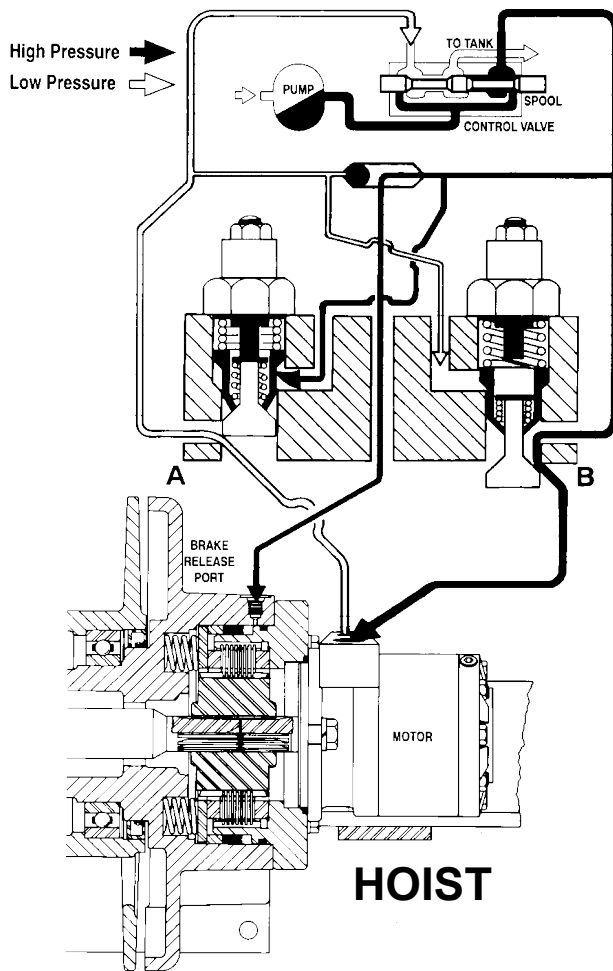 High Pressure
Low Pressure
TO TANK
PUMP
SPOOL
CONTROL VALVE
A
B
BRAKE
RELEASE
PORT
MOTOR
HOIST